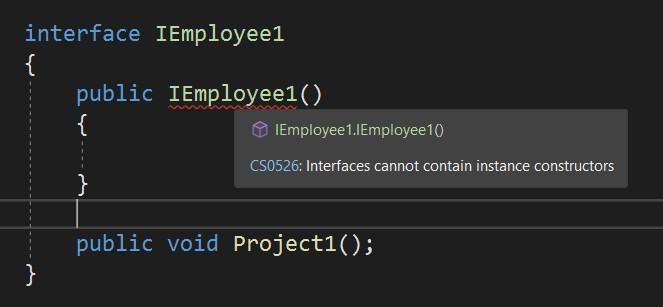 interface IEmployee1
{
public IEmployee1()
{
IEmployee1.IEmployee1()
CS0526: Interfaces cannot contain instance constructors
}
public void Project1();
}